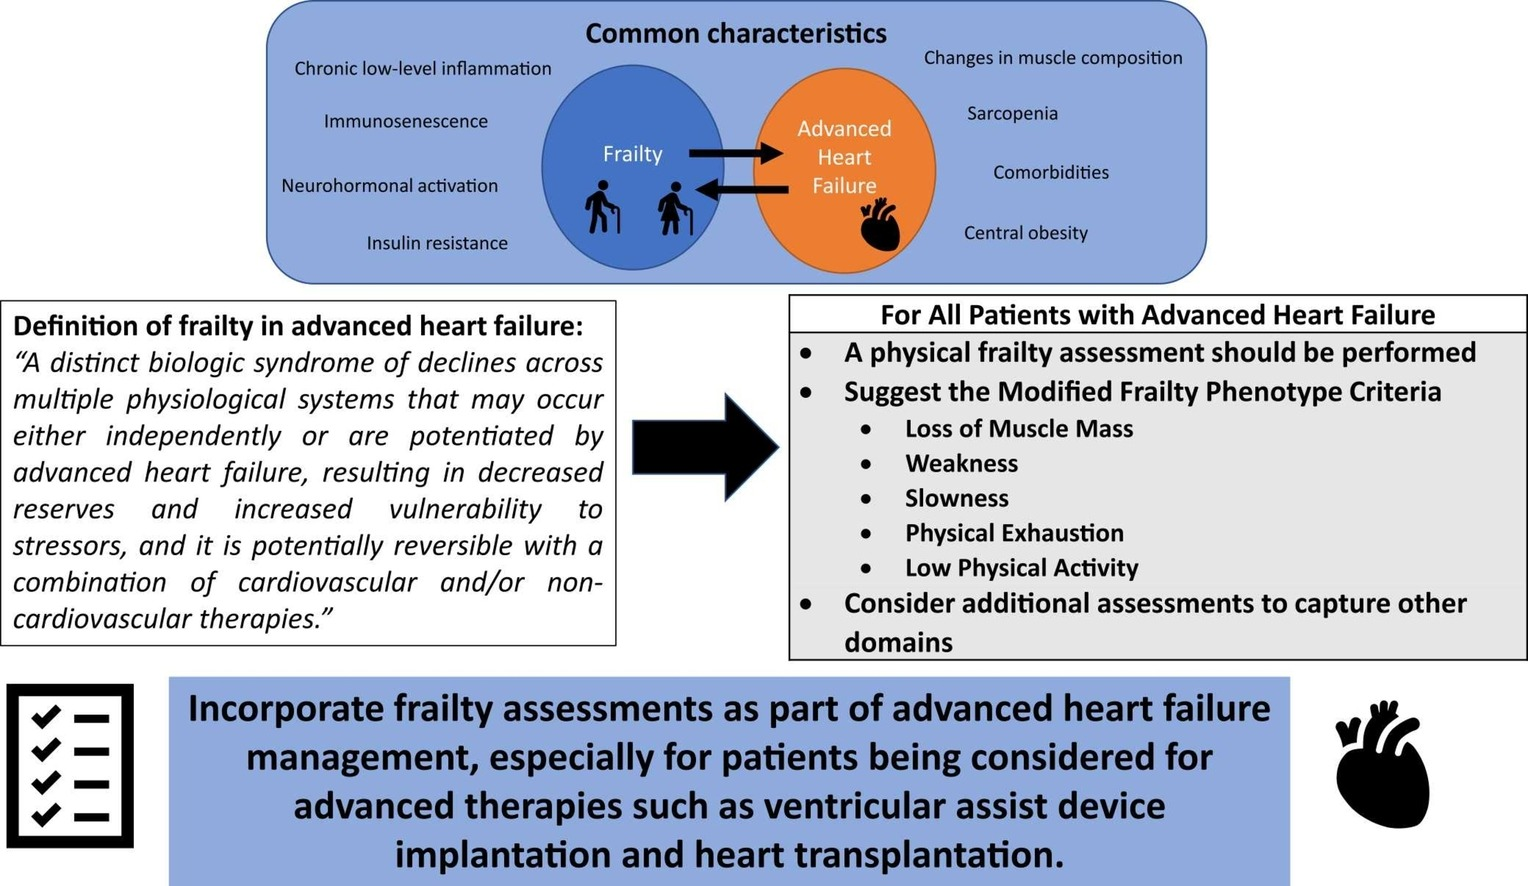 Common characteristics
Chronic low-level inflammation
Immunosenescence
Neurohormonal activation
Insulin resistance
Frailty
Advanced
Heart
Failure
Changes in muscle composition
Sarcopenia
Comorbidities
Central obesity
Definition of frailty in advanced heart failure:
“A distinct biologic syndrome of declines across
multiple physiological systems that may occur
either independently or are potentiated by
advanced heart failure, resulting in decreased
reserves and increased vulnerability to
stressors, and it is potentially reversible with a
combination of cardiovascular and/or non-
cardiovascular therapies.”
For All Patients with Advanced Heart Failure
• A physical frailty assessment should be performed
• Suggest the Modified Frailty Phenotype Criteria
• Loss of Muscle Mass
• Weakness
• Slowness
• Physical Exhaustion
• Low Physical Activity
• Consider additional assessments to capture other
domains
Incorporate frailty assessments as part of advanced heart failure
management, especially for patients being considered for
advanced therapies such as ventricular assist device
implantation and heart transplantation.